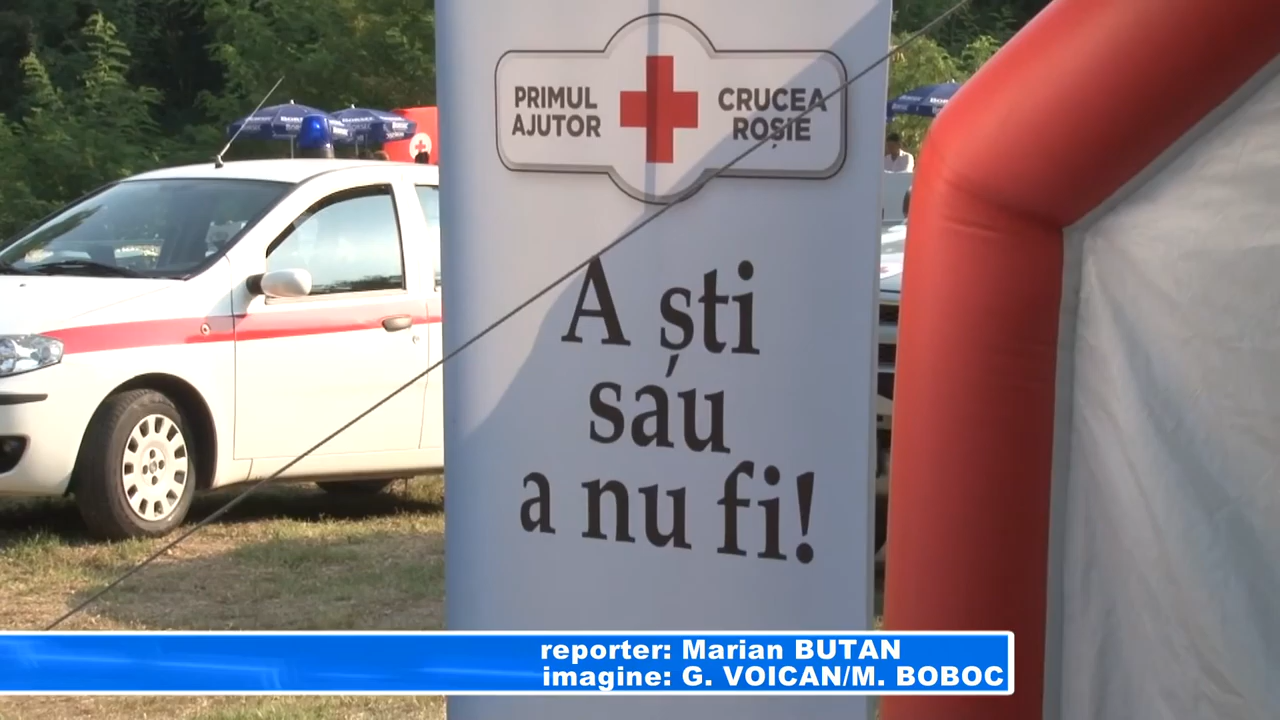 PRIMUL
AJUTOR
CRUCEA
ROȘIE
A ști
sau
a nu fi!
reporter: Marian BUTAN
imagine: G. VOICAN/M. BOBOC